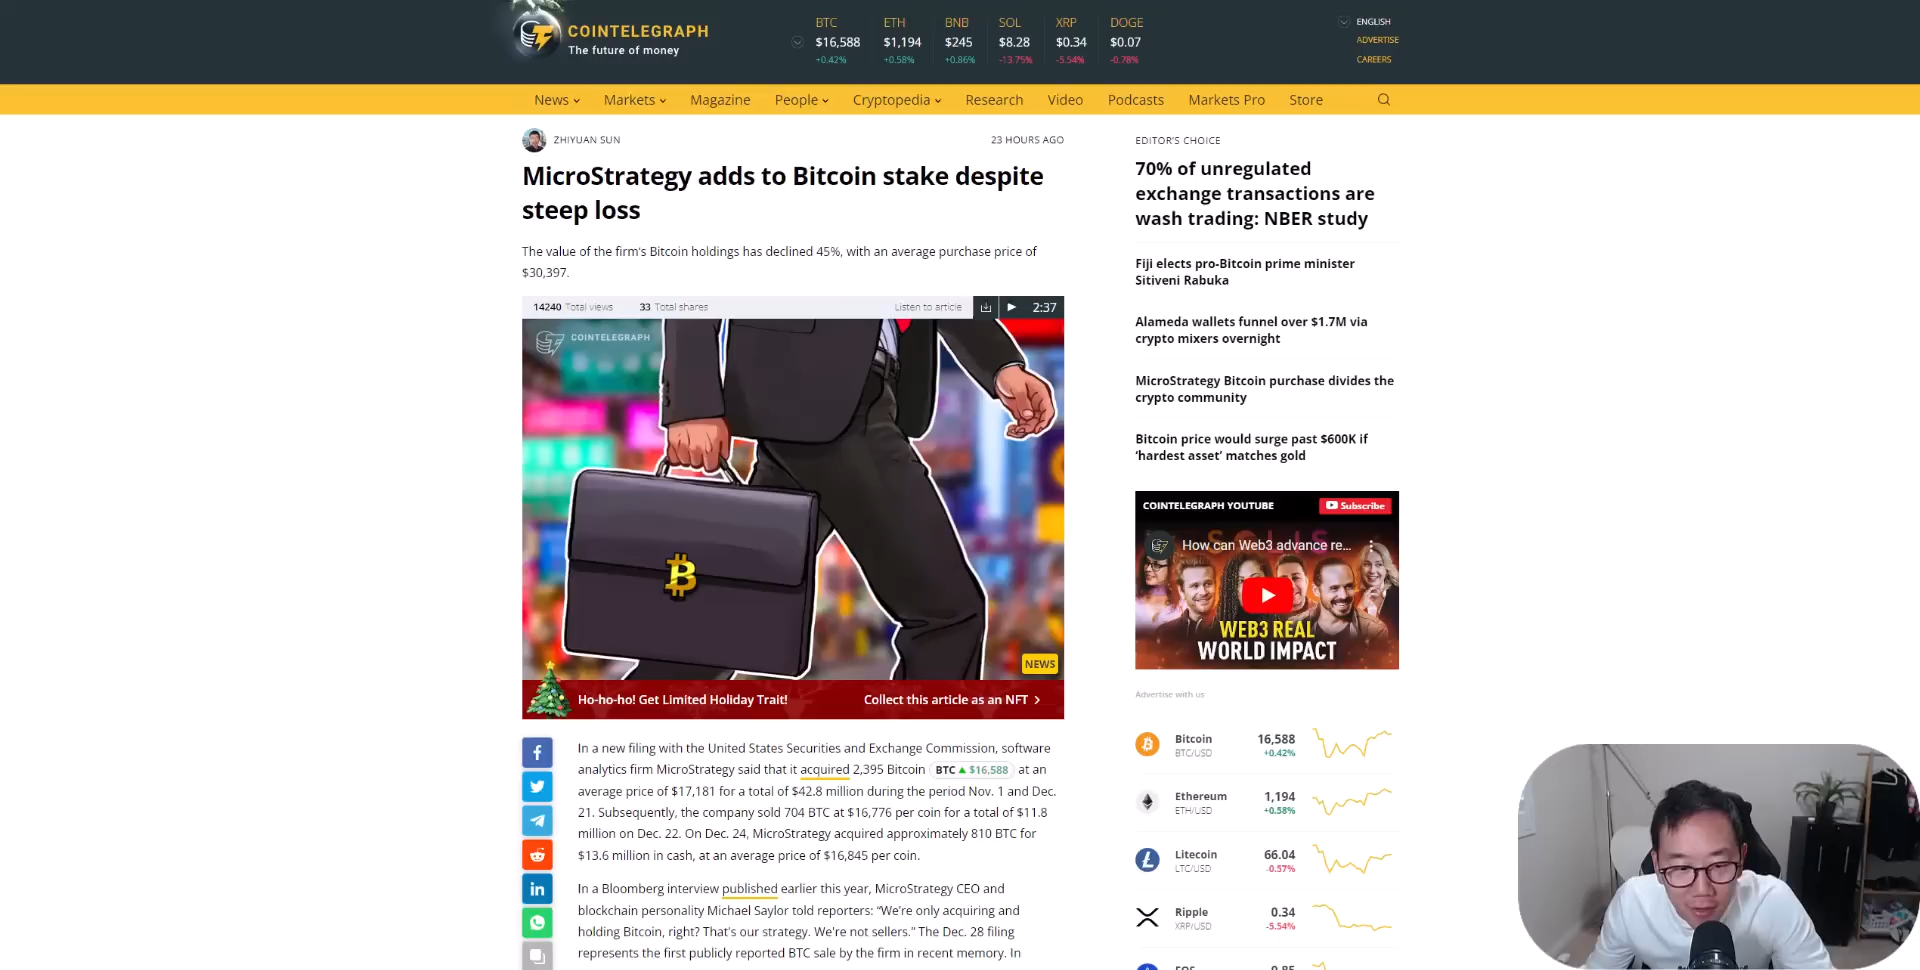 COINTELEGRAPH
The future of money
BTC
$16,588
+0.42%
ETH
$1,194
+0.58%
BNB
$245
+0.86%
SOL
$8.28
-13.75%
XRP
$0.34
-5.54%
DOGE
$0.07
-0.78%
ENGLISH
ADVERTISE
CAREERS
News
Markets
Magazine
People
Cryptopedia
Research
Video
Podcasts
Markets Pro
Store
ZHIYUAN SUN
23 HOURS AGO
MicroStrategy adds to Bitcoin stake despite
steep loss
The value of the firm's Bitcoin holdings has declined 45%, with an average purchase price of
$30,397.
14240 Total views
33 Total shares
Listen to article
2:37
COINTELEGRAPH
NEWS
Ho-ho-ho! Get Limited Holiday Trait!
Collect this article as an NFT
In a new filing with the United States Securities and Exchange Commission, software
analytics firm MicroStrategy said that it acquired 2,395 Bitcoin BTC ▲ $16,588 at an
average price of $17,181 for a total of $42.8 million during the period Nov. 1 and Dec.
21. Subsequently, the company sold 704 BTC at $16,776 per coin for a total of $11.8
million on Dec. 22. On Dec. 24, MicroStrategy acquired approximately 810 BTC for
$13.6 million in cash, at an average price of $16,845 per coin.
In a Bloomberg interview published earlier this year, MicroStrategy CEO and
blockchain personality Michael Saylor told reporters: “We're only acquiring and
holding Bitcoin, right? That's our strategy. We're not sellers.” The Dec. 28 filing
represents the first publicly reported BTC sale by the firm in recent memory. In
EDITOR'S CHOICE
70% of unregulated
exchange transactions are
wash trading: NBER study
Fiji elects pro-Bitcoin prime minister
Sitiveni Rabuka
Alameda wallets funnel over $1.7M via
crypto mixers overnight
MicroStrategy Bitcoin purchase divides the
crypto community
Bitcoin price would surge past $600K if
‘hardest asset’ matches gold
COINTELEGRAPH YOUTUBE
Subscribe
How can Web3 advance re...
WEB3 REAL
WORLD IMPACT
Advertise with us
Bitcoin
BTC/USD
16,588
+0.42%
Ethereum
ETH/USD
1,194
+0.58%
Litecoin
LTC/USD
66.04
-0.57%
Ripple
XRP/USD
0.34
-5.54%